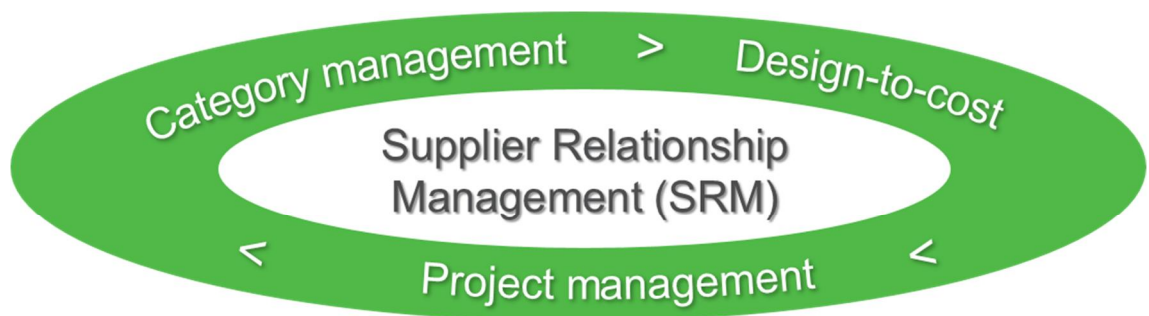 Category management > Design-to-cost
Supplier Relationship
Management (SRM)
< Project management <